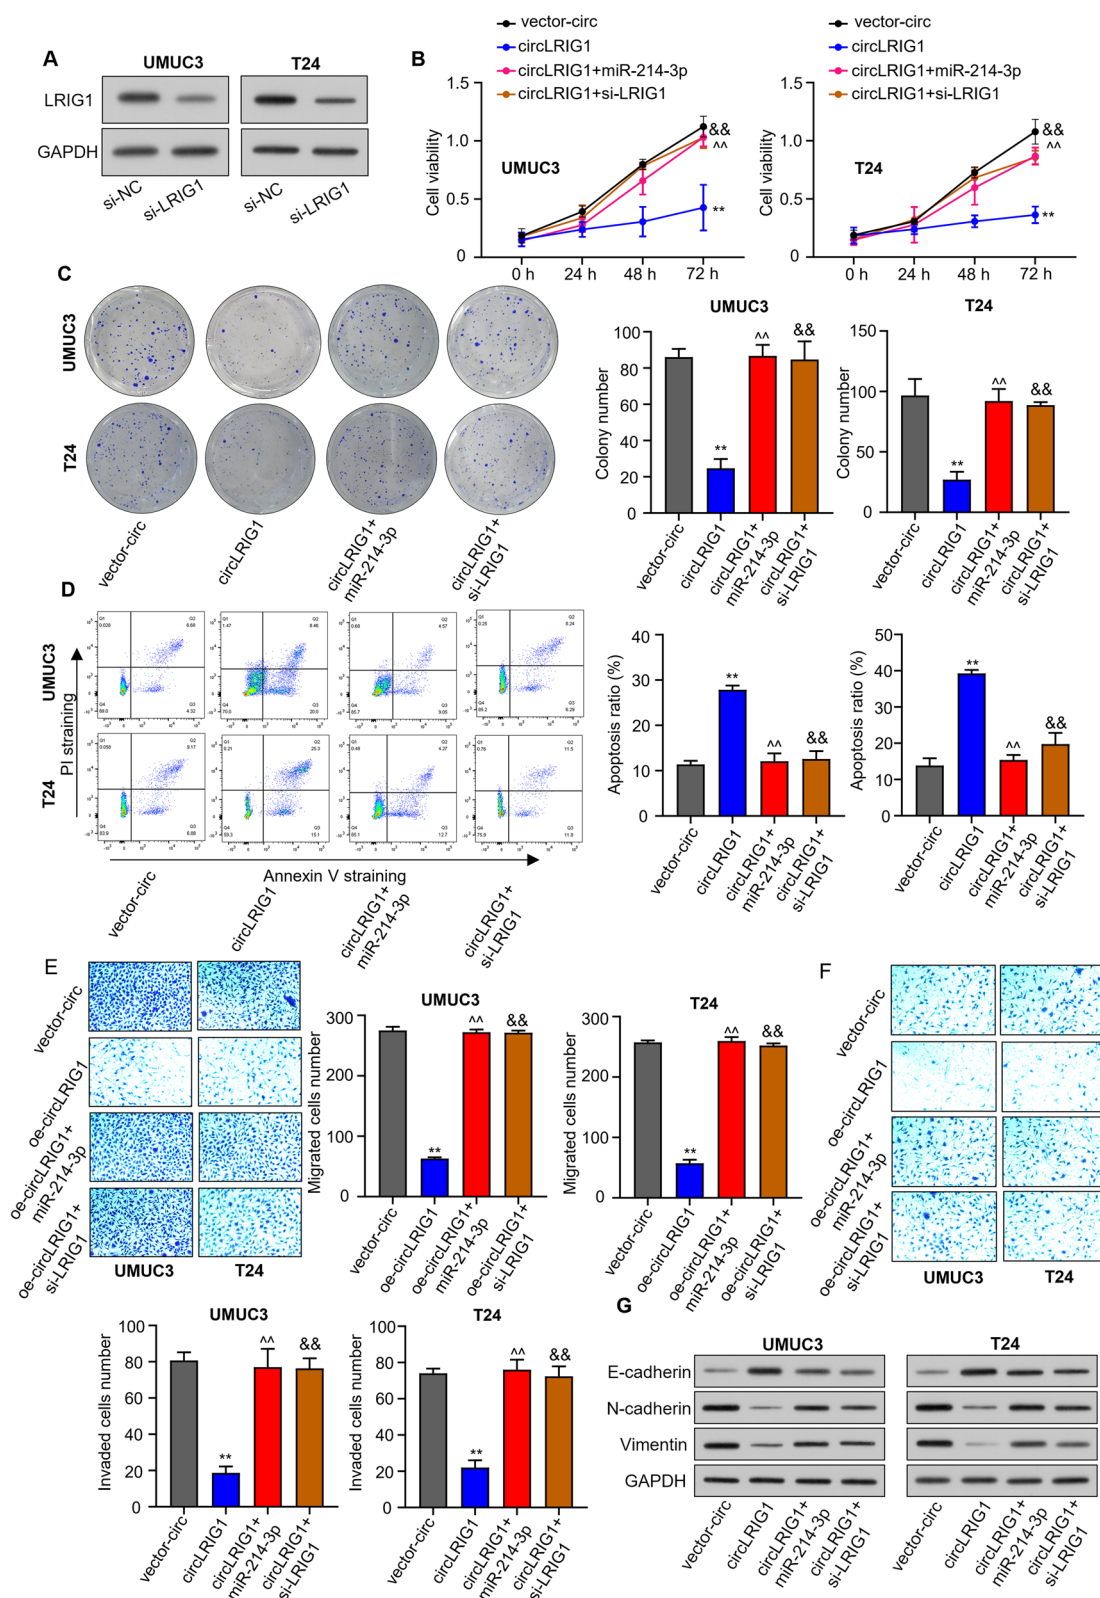 A
UMUC3
T24
LRIG1
GAPDH
si-NC
si-LRIG1
si-NC
si-LRIG1
B
vector-circ
circLRIG1
circLRIG1+miR-214-3p
circLRIG1+si-LRIG1
1.5
1.0
0.5
0
Cell viability
UMUC3
&&
^^
**
0 h
24 h
48 h
72 h
vector-circ
circLRIG1
circLRIG1+miR-214-3p
circLRIG1+si-LRIG1
1.5
1.0
0.5
0
Cell viability
T24
&&
^^
**
0 h
24 h
48 h
72 h
C
UMUC3
T24
vector-circ
circLRIG1
circLRIG1+
miR-214-3p
circLRIG1+
si-LRIG1
UMUC3
100
80
60
40
20
0
Colony number
**
^^
&&
vector-circ
circLRIG1
circLRIG1+
miR-214-3p
circLRIG1+
si-LRIG1
T24
150
100
50
0
Colony number
**
^^
&&
vector-circ
circLRIG1
circLRIG1+
miR-214-3p
circLRIG1+
si-LRIG1
D
UMUC3
T24
PI straining
Annexin V straining
vector-circ
circLRIG1
circLRIG1+
miR-214-3p
circLRIG1+
si-LRIG1
40
30
20
10
0
Apoptosis ratio (%)
**
^^
&&
vector-circ
circLRIG1
circLRIG1+
miR-214-3p
circLRIG1+
si-LRIG1
50
40
30
20
10
0
Apoptosis ratio (%)
**
^^
&&
vector-circ
circLRIG1
circLRIG1+
miR-214-3p
circLRIG1+
si-LRIG1
E
vector-circ
oe-circLRIG1
oe-circLRIG1+
miR-214-3p
oe-circLRIG1+
si-LRIG1
UMUC3
T24
UMUC3
300
200
100
0
Migrated cells number
**
^^
&&
vector-circ
oe-circLRIG1
oe-circLRIG1+
miR-214-3p
oe-circLRIG1+
si-LRIG1
T24
300
200
100
0
Migrated cells number
**
^^
&&
vector-circ
oe-circLRIG1
oe-circLRIG1+
miR-214-3p
oe-circLRIG1+
si-LRIG1
F
vector-circ
oe-circLRIG1
oe-circLRIG1+
miR-214-3p
oe-circLRIG1+
si-LRIG1
UMUC3
T24
UMUC3
80
60
40
20
0
Invaded cells number
**
^^
&&
vector-circ
circLRIG1
circLRIG1+
miR-214-3p
circLRIG1+
si-LRIG1
T24
100
80
60
40
20
0
Invaded cells number
**
^^
&&
vector-circ
circLRIG1
circLRIG1+
miR-214-3p
circLRIG1+
si-LRIG1
G
UMUC3
T24
E-cadherin
N-cadherin
Vimentin
GAPDH
vector-circ
circLRIG1
circLRIG1+
miR-214-3p
circLRIG1+
si-LRIG1
vector-circ
circLRIG1
circLRIG1+
miR-214-3p
circLRIG1+
si-LRIG1